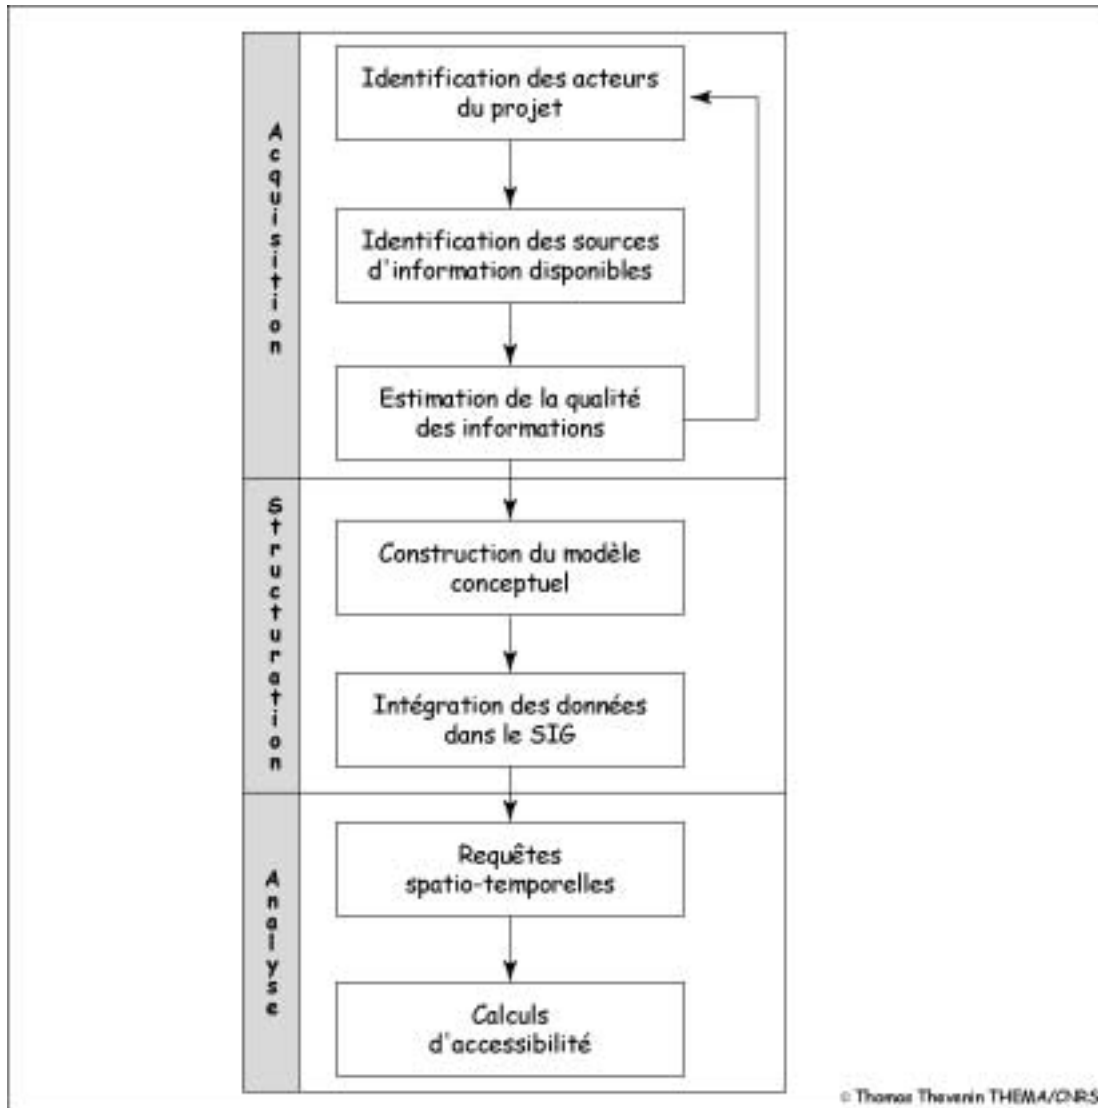 Acquisition
Identification des acteurs
du projet
Identification des sources
d'information disponibles
Estimation de la qualité
des informations
Structuration
Construction du modèle
conceptuel
Intégration des données
dans le SIG
Analyse
Requêtes
spatio-temporelles
Calculs
d'accessibilité
© Thomas Thevenin THEMA/CNRS